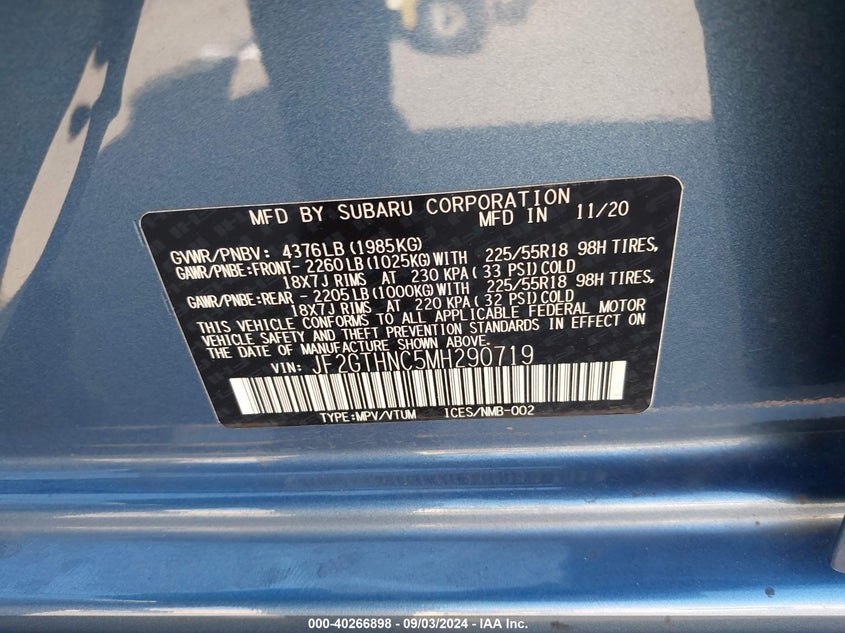 MFD BY SUBARU CORPORATION
MFD IN 11/20
GVWR/PNBV: 4376LB(1985KG)
GAWR/PNBE:FRONT- 2260LB(1025KG)WITH 225/55R18 98H TIRES,
18X7J RIMS AT 230 KPA( 33 PSI)COLD
GAWR/PNBE:REAR - 2205LB(1000KG)WITH 225/55R18 98H TIRES,
18X7J RIMS AT 220 KPA( 32 PSI)COLD
THIS VEHICLE CONFORMS TO ALL APPLICABLE FEDERAL MOTOR
VEHICLE SAFETY AND THEFT PREVENTION STANDARDS IN EFFECT ON
THE DATE OF MANUFACTURE SHOWN ABOVE.
VIN: JF2GTHNC5MH290719
TYPE:MPV/VTUM ICES/NMB-002
000-40266898 - 09/03/2024 - IAA Inc.